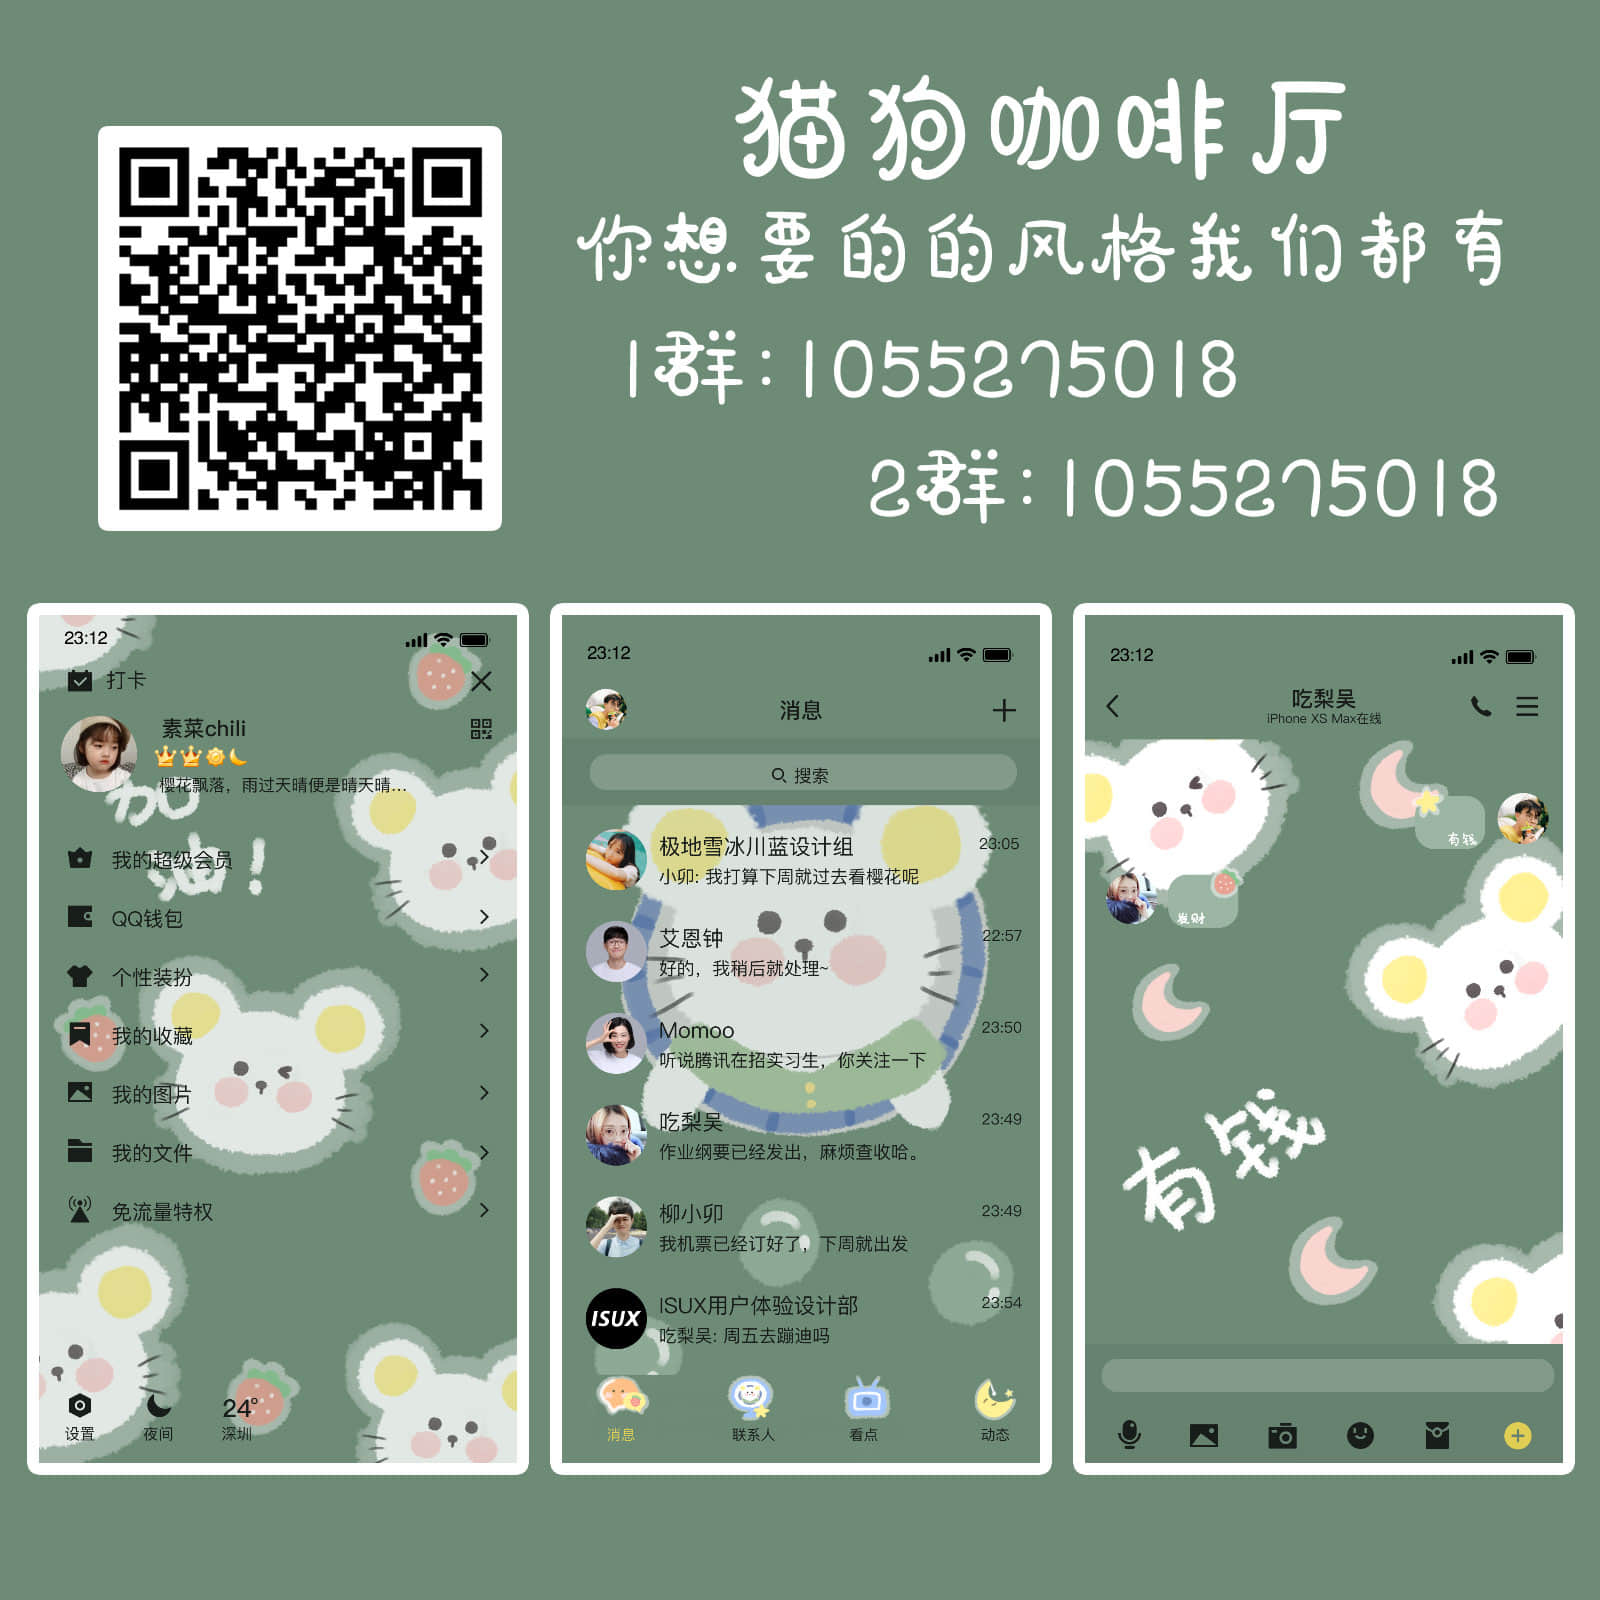 猫狗咖啡厅
你想要的的风格我们都有
1群:1055275018
2群:1055275018
23:12
打卡
素菜chili
樱花飘落，雨过天晴便是晴天晴...
加
油！
我的超级会员
QQ钱包
个性装扮
我的收藏
我的图片
我的文件
免流量特权
24°
设置 夜间 深圳
23:12
消息
搜索
极地雪冰川蓝设计组 23:05
小卯: 我打算下周就过去看樱花呢
艾恩钟 22:57
好的，我稍后就处理~
Momoo 23:50
听说腾讯在招实习生，你关注一下
吃梨吴 23:49
作业纲要已经发出，麻烦查收哈。
柳小卯 23:49
我机票已经订好了，下周就出发
ISUX
ISUX用户体验设计部 23:54
吃梨吴: 周五去蹦迪吗
消息 联系人 看点 动态
23:12
吃梨吴
iPhone XS Max在线
有钱
发财
有钱